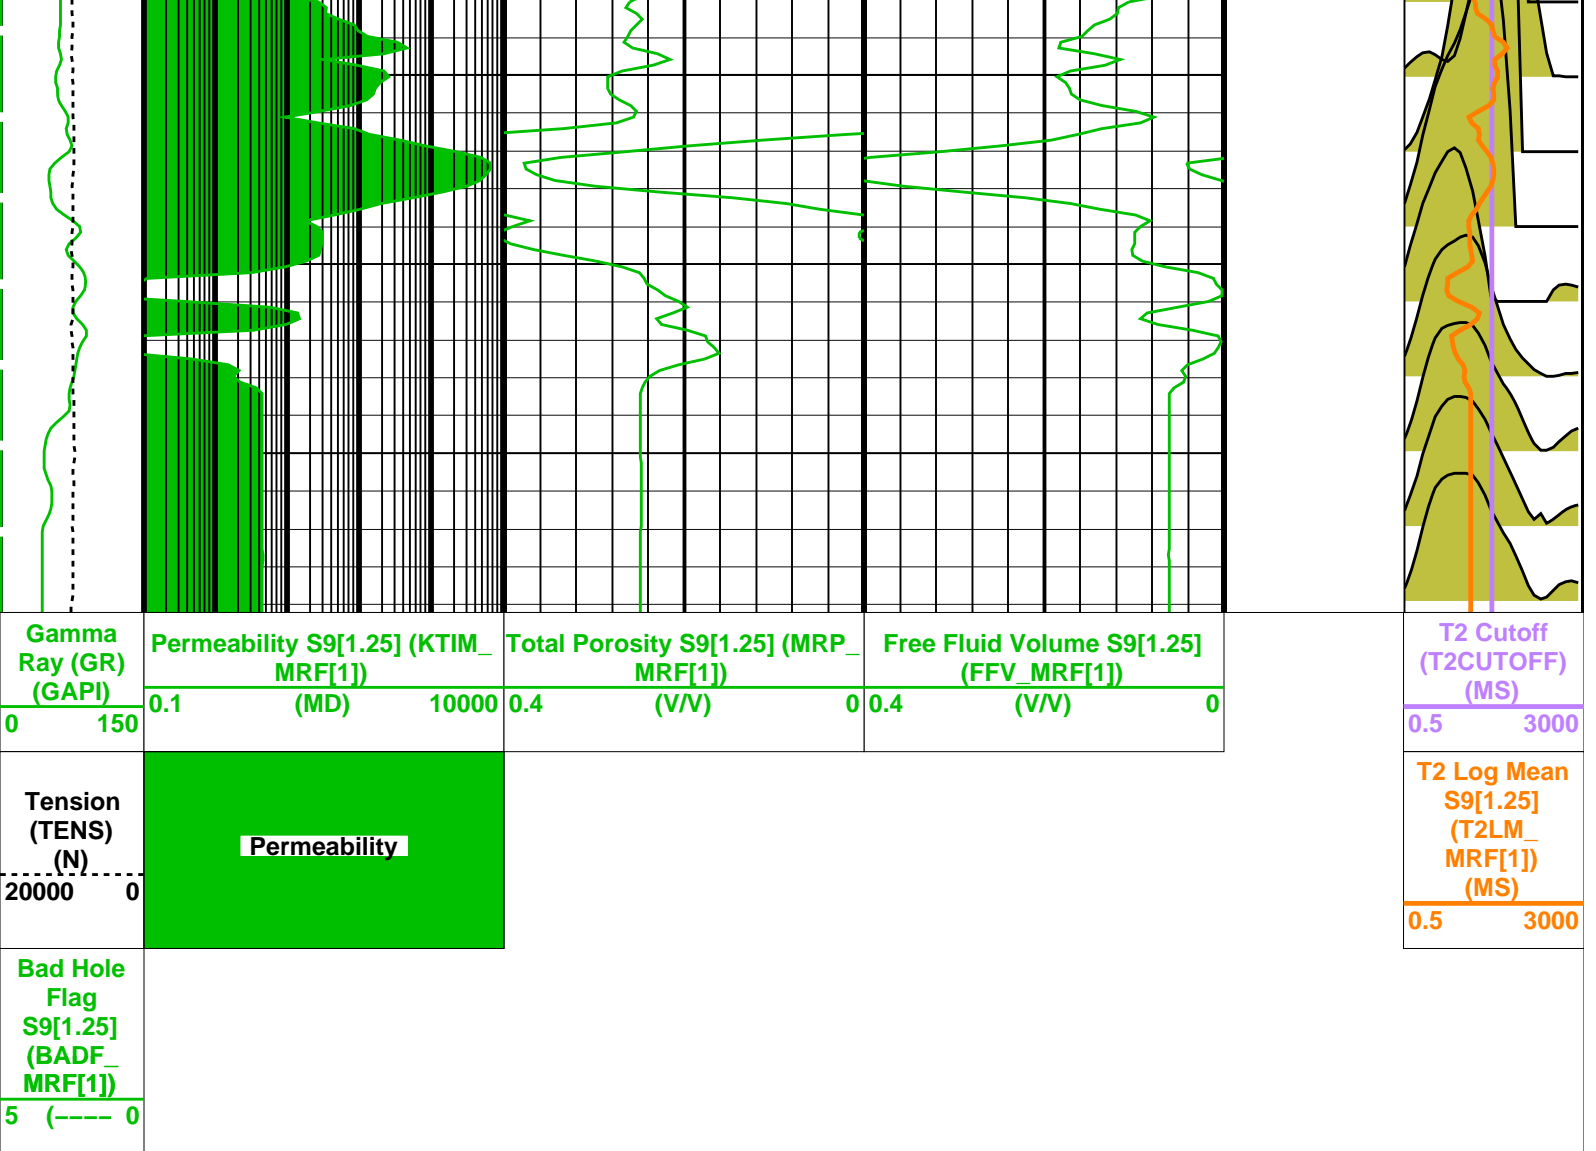 Gamma
Ray (GR)
(GAPI)
0 150
Permeability S9[1.25] (KTIM_
MRF[1])
0.1 (MD) 10000
Total Porosity S9[1.25] (MRP_
MRF[1])
0.4 (V/V) 0
Free Fluid Volume S9[1.25]
(FFV_MRF[1])
0.4 (V/V) 0
T2 Cutoff
(T2CUTOFF)
(MS)
0.5 3000
Tension
(TENS)
(N)
20000 0
Permeability
T2 Log Mean
S9[1.25]
(T2LM_
MRF[1])
(MS)
0.5 3000
Bad Hole
Flag
S9[1.25]
(BADF_
MRF[1])
5 (---- 0